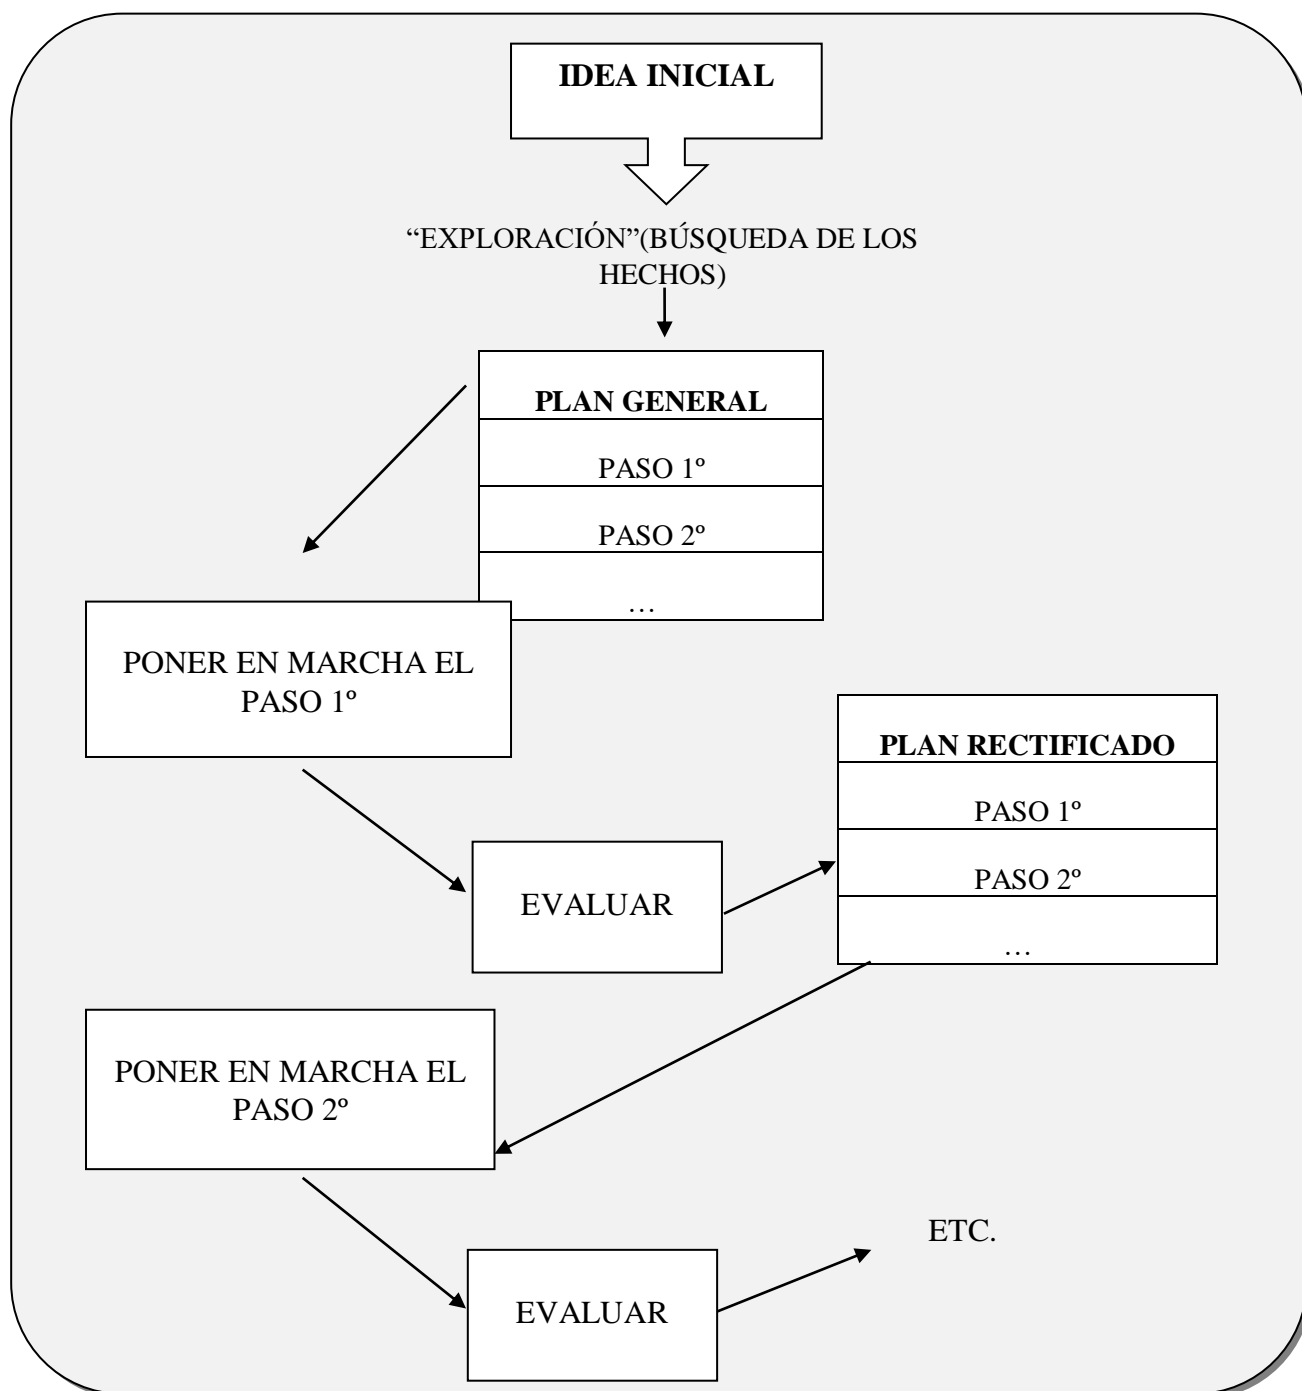 IDEA INICIAL
“EXPLORACIÓN”(BÚSQUEDA DE LOS
HECHOS)
PLAN GENERAL
PASO 1º
PASO 2º
…
PONER EN MARCHA EL
PASO 1º
PLAN RECTIFICADO
PASO 1º
PASO 2º
…
EVALUAR
PONER EN MARCHA EL
PASO 2º
ETC.
EVALUAR